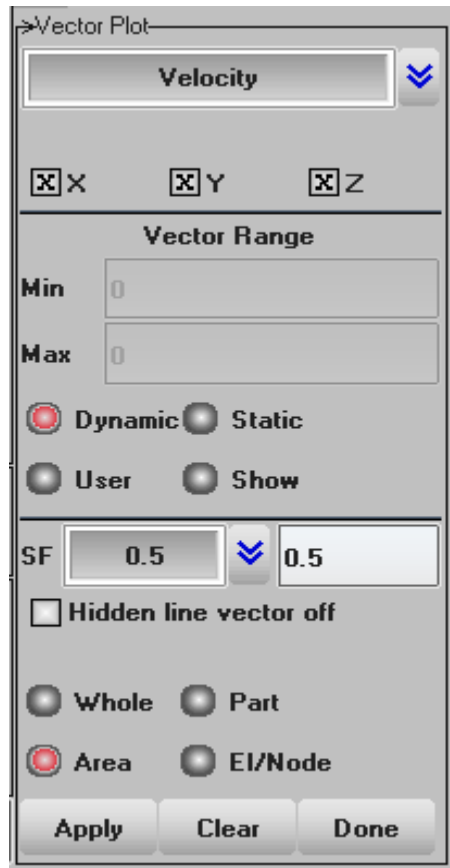 ->Vector Plot
Velocity
X X X Y X Z
Vector Range
Min 0
Max 0
Dynamic Static
User Show
SF 0.5 0.5
Hidden line vector off
Whole Part
Area El/Node
Apply Clear Done